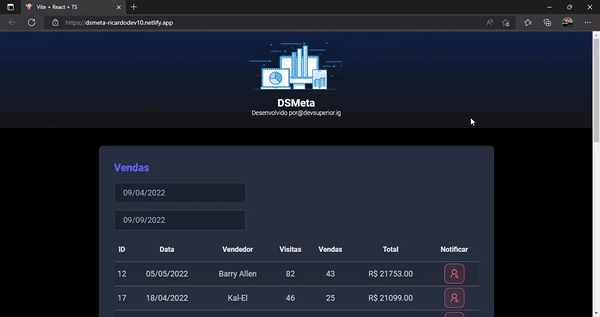 Vite + React + TS
https://dsmeta-ricardodev10.netlify.app
DSMeta
Desenvolvido por@devsuperior.ig
Vendas
09/04/2022
09/09/2022
ID Data Vendedor Visitas Vendas Total Notificar
12 05/05/2022 Barry Allen 82 43 R$ 21753.00
17 18/04/2022 Kal-El 46 25 R$ 21099.00